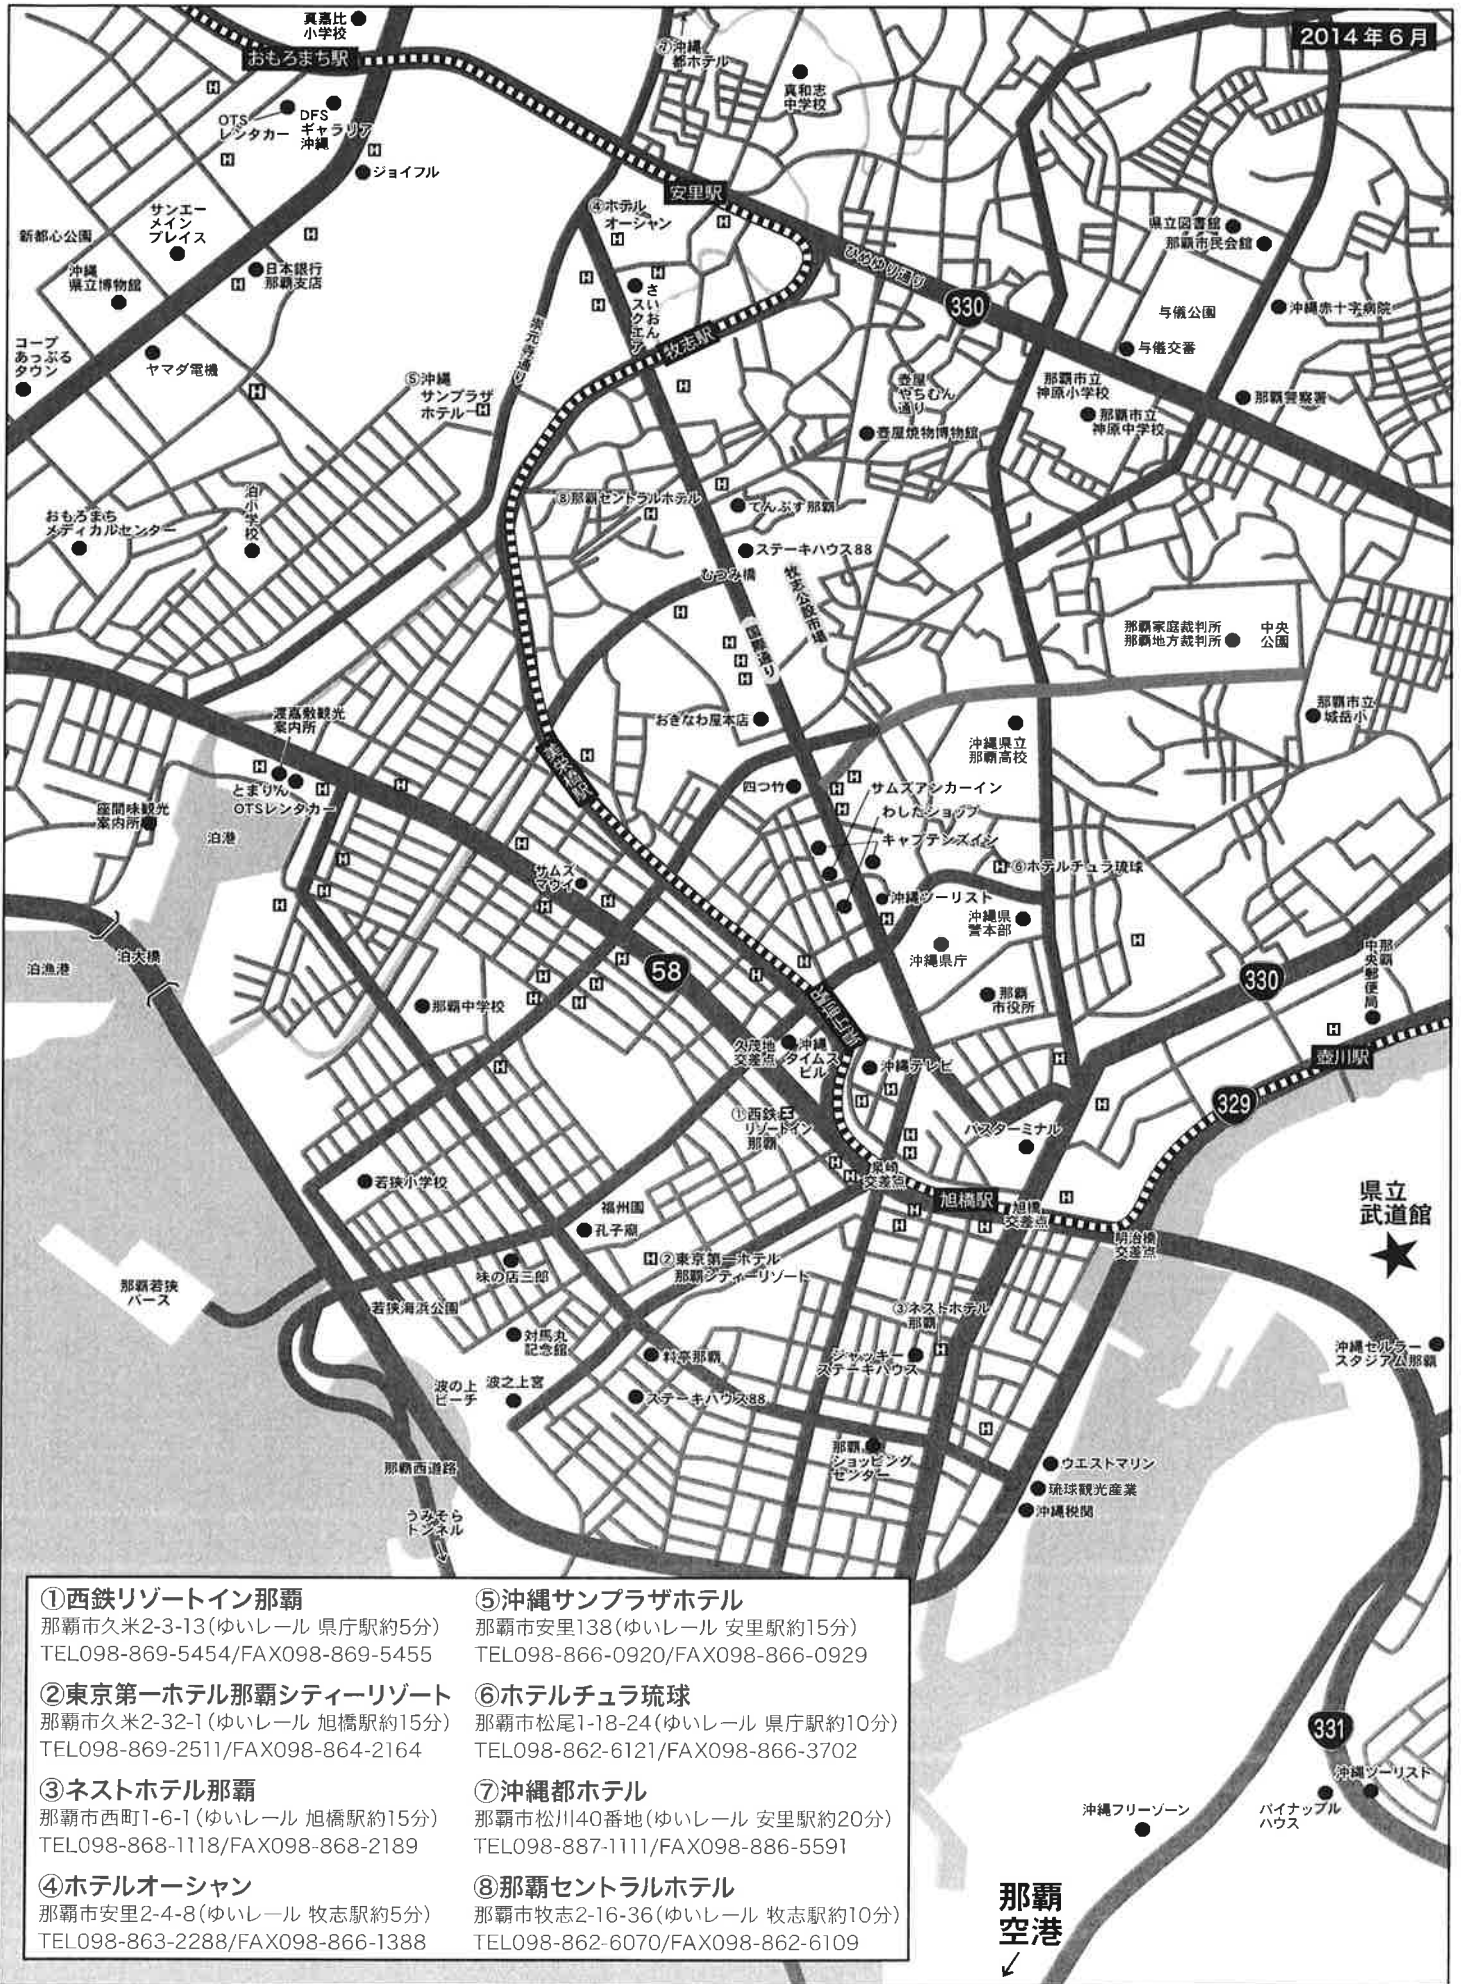 2014年6月
真嘉比
小学校
おもろまち駅
⑦沖縄
都ホテル
真和志
中学校
OTS
レンタカー
DFS
ギャラリア
沖縄
ジョイフル
安里駅
④ホテル
オーシャン
サンエー
メイン
プレイス
新都心公園
沖縄
県立博物館
日本銀行
那覇支店
県立図書館
那覇市民会館
ひめゆり通り
330
与儀公園
沖縄赤十字病院
さいおん
スクエア
崇元寺通り
牧志駅
与儀交番
コープ
あっぷる
タウン
ヤマダ電機
⑤沖縄
サンプラザ
ホテル
壺屋
やちむん
通り
那覇市立
神原小学校
那覇市立
神原中学校
那覇警察署
壺屋焼物博物館
泊小学校
⑧那覇セントラルホテル
てんぶす那覇
おもろまち
メディカルセンター
ステーキハウス88
むつみ橋
牧志公設市場
国際通り
那覇家庭裁判所
那覇地方裁判所
中央
公園
那覇市立
城岳小
渡嘉敷観光
案内所
おきなわ屋本店
沖縄県立
那覇高校
美栄橋駅
とまりん
OTSレンタカー
四つ竹
サムズアンカーイン
わしたショップ
キャプテンズイン
座間味観光
案内所
泊港
サムズ
マウイ
⑥ホテルチュラ琉球
沖縄ツーリスト
沖縄県
警本部
沖縄県庁
泊漁港
泊大橋
58
330
那覇
中央郵便局
県庁前駅
那覇中学校
那覇
市役所
久茂地
交差点
沖縄
タイムス
ビル
沖縄テレビ
壺川駅
329
①西鉄
リゾートイン
那覇
バスターミナル
泉崎
交差点
若狭小学校
旭橋駅
旭橋
交差点
明治橋
交差点
県立
武道館
福州園
孔子廟
②東京第一ホテル
那覇シティーリゾート
味の店三郎
那覇若狭
バース
若狭海浜公園
③ネストホテル
那覇
対馬丸
記念館
料亭那覇
ジャッキー
ステーキハウス
沖縄セルラー
スタジアム那覇
波の上
ビーチ
波之上宮
ステーキハウス88
那覇
ショッピング
センター
那覇西道路
ウエストマリン
琉球観光産業
沖縄税関
うみそら
トンネル
331
沖縄ツーリスト
パイナップル
ハウス
沖縄フリーゾーン
那覇
空港
①西鉄リゾートイン那覇
那覇市久米2-3-13(ゆいレール 県庁駅約5分)
TEL098-869-5454/FAX098-869-5455
②東京第一ホテル那覇シティーリゾート
那覇市久米2-32-1(ゆいレール 旭橋駅約15分)
TEL098-869-2511/FAX098-864-2164
③ネストホテル那覇
那覇市西町1-6-1(ゆいレール 旭橋駅約15分)
TEL098-868-1118/FAX098-868-2189
④ホテルオーシャン
那覇市安里2-4-8(ゆいレール 牧志駅約5分)
TEL098-863-2288/FAX098-866-1388
⑤沖縄サンプラザホテル
那覇市安里138(ゆいレール 安里駅約15分)
TEL098-866-0920/FAX098-866-0929
⑥ホテルチュラ琉球
那覇市松尾1-18-24(ゆいレール 県庁駅約10分)
TEL098-862-6121/FAX098-866-3702
⑦沖縄都ホテル
那覇市松川40番地(ゆいレール 安里駅約20分)
TEL098-887-1111/FAX098-886-5591
⑧那覇セントラルホテル
那覇市牧志2-16-36(ゆいレール 牧志駅約10分)
TEL098-862-6070/FAX098-862-6109